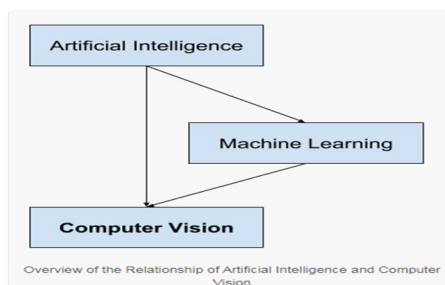 Artificial Intelligence
Machine Learning
Computer Vision
Overview of the Relationship of Artificial Intelligence and Computer
Vision